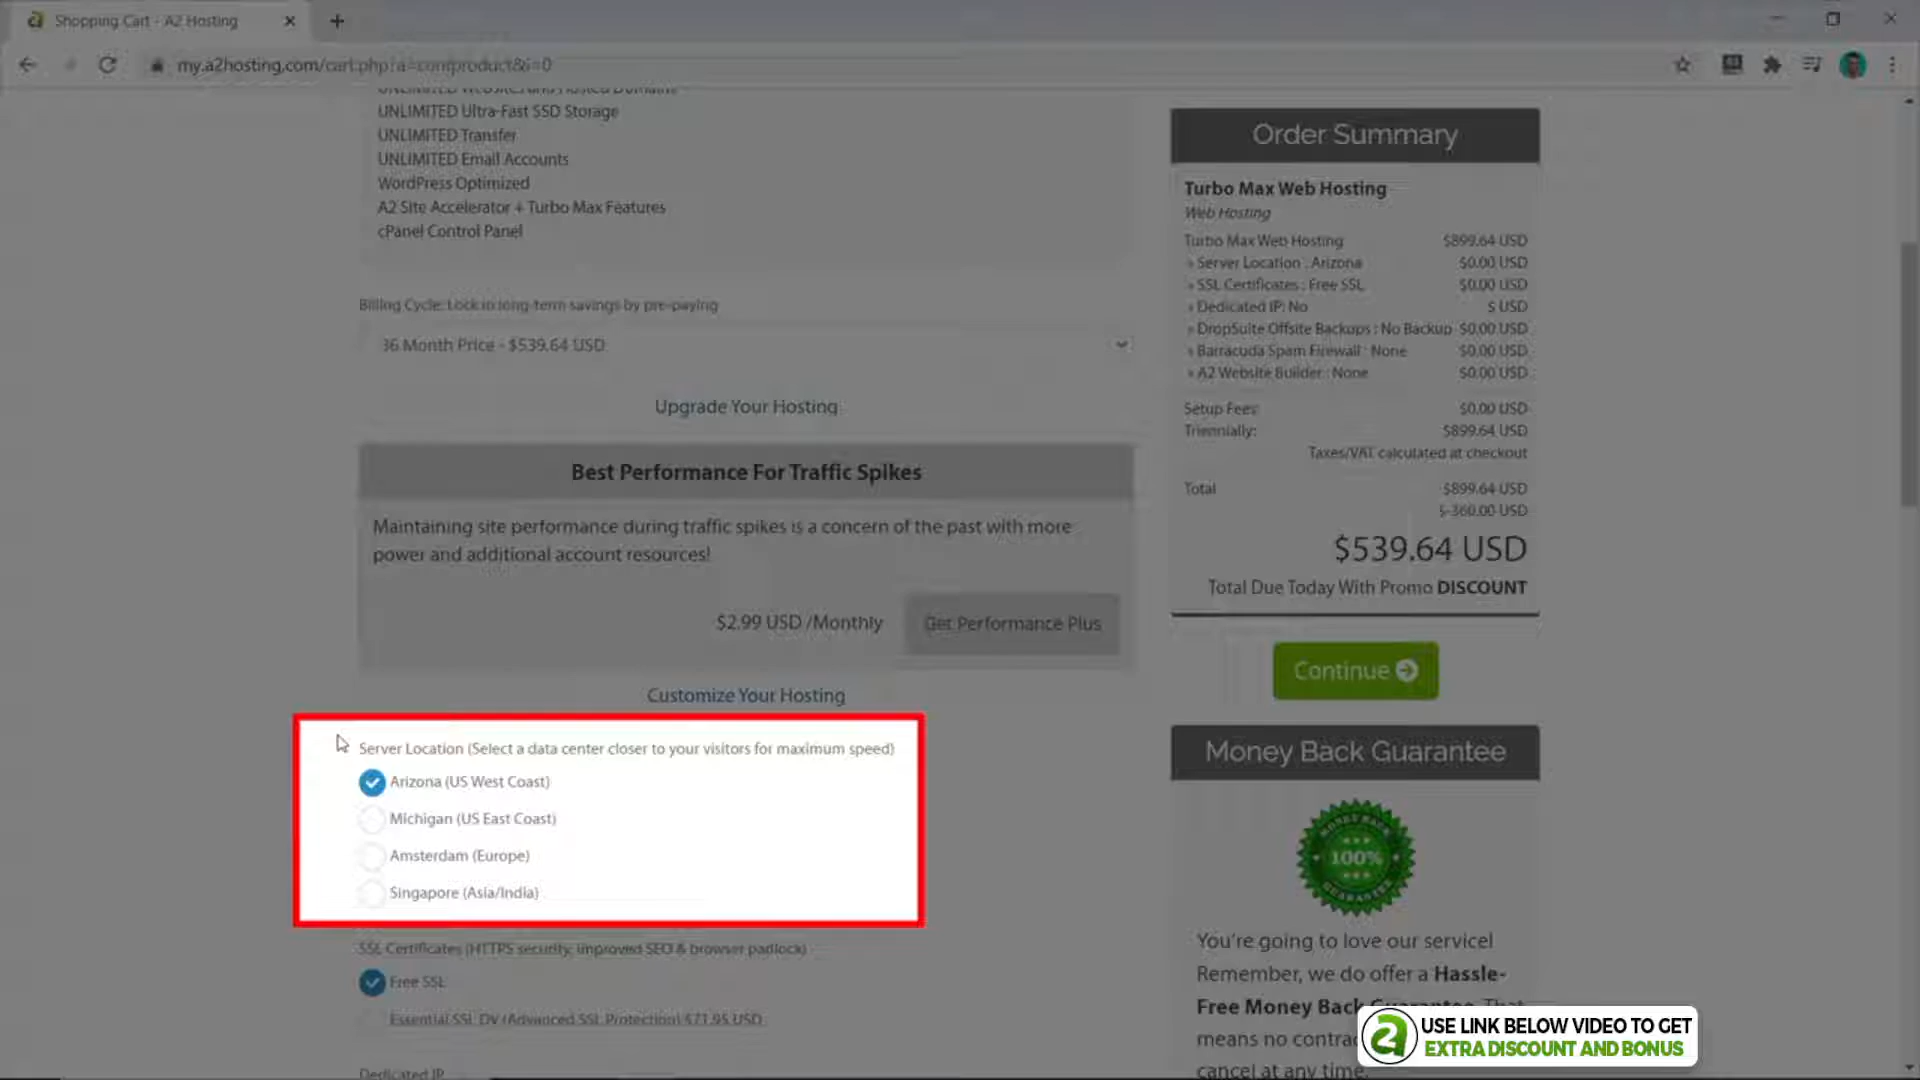 Shopping Cart - A2 Hosting
my.a2hosting.com/cart.php?a=confproduct&i=0
UNLIMITED Websites and Hosted Domains
UNLIMITED Ultra-Fast SSD Storage
UNLIMITED Transfer
UNLIMITED Email Accounts
WordPress Optimized
A2 Site Accelerator + Turbo Max Features
cPanel Control Panel
Billing Cycle: Lock in long-term savings by pre-paying
36 Month Price - $539.64 USD
Upgrade Your Hosting
Best Performance For Traffic Spikes
Maintaining site performance during traffic spikes is a concern of the past with more
power and additional account resources!
$2.99 USD /Monthly
Get Performance Plus
Customize Your Hosting
Server Location (Select a data center closer to your visitors for maximum speed)
Arizona (US West Coast)
Michigan (US East Coast)
Amsterdam (Europe)
Singapore (Asia/India)
SSL Certificates (HTTPS security, improved SEO & browser padlock)
Free SSL
Essential SSL DV (Advanced SSL Protection) $71.95 USD
Dedicated IP
Order Summary
Turbo Max Web Hosting
Web Hosting
Turbo Max Web Hosting $899.64 USD
» Server Location : Arizona $0.00 USD
» SSL Certificates : Free SSL $0.00 USD
» Dedicated IP: No $ USD
» DropSuite Offsite Backups : No Backup $0.00 USD
» Barracuda Spam Firewall : None $0.00 USD
» A2 Website Builder : None $0.00 USD
Setup Fees: $0.00 USD
Triennially: $899.64 USD
Taxes/VAT calculated at checkout
Total $899.64 USD
$-360.00 USD
$539.64 USD
Total Due Today With Promo DISCOUNT
Continue
Money Back Guarantee
MONEY BACK
100%
GUARANTEE
You're going to love our service!
Remember, we do offer a Hassle-
Free Money Back Guarantee. That
means no contrac
cancel at any time.
USE LINK BELOW VIDEO TO GET
EXTRA DISCOUNT AND BONUS